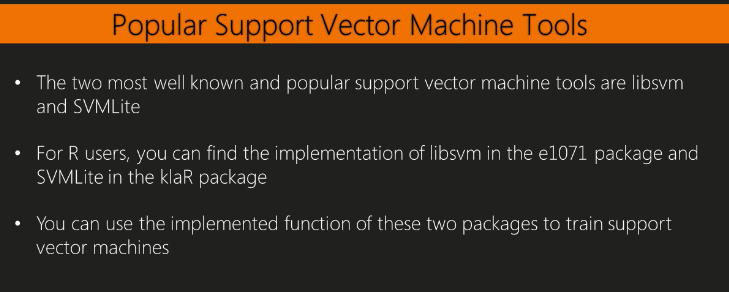 Popular Support Vector Machine Tools
• The two most well known and popular support vector machine tools are libsvm
and SVMLite
• For R users, you can find the implementation of libsvm in the e1071 package and
SVMLite in the klaR package
• You can use the implemented function of these two packages to train support
vector machines